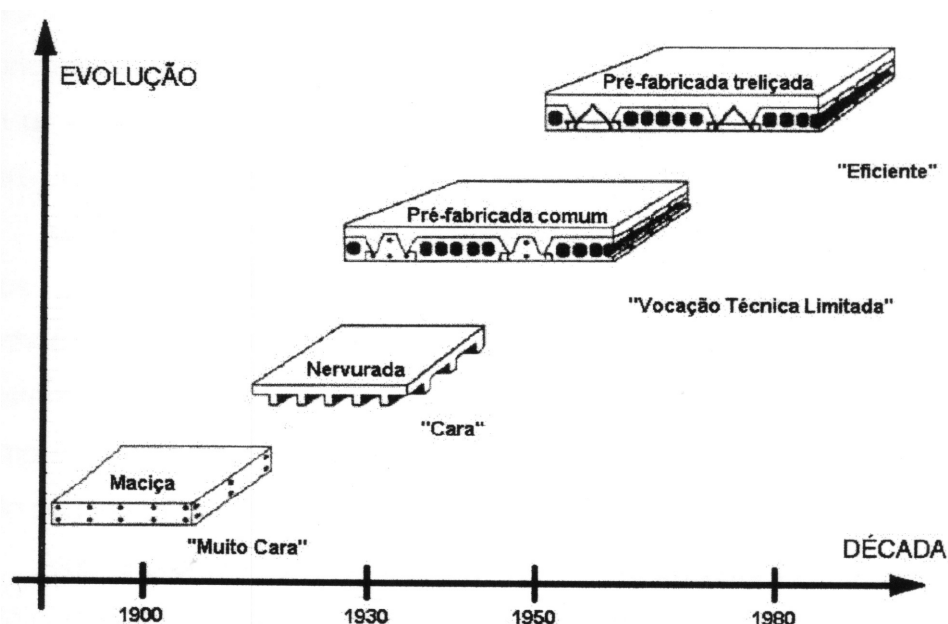 EVOLUÇÃO
Pré-fabricada treliçada
"Eficiente"
Pré-fabricada comum
"Vocação Técnica Limitada"
Nervurada
"Cara"
Maciça
"Muito Cara"
DÉCADA
1900
1930
1950
1980